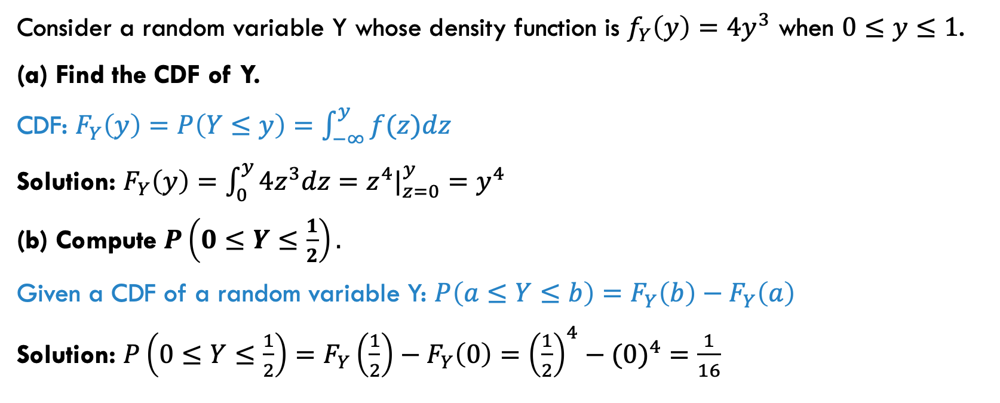 Consider a random variable Y whose density function is $f_Y(y) = 4y^3$ when $0 \leq y \leq 1$.
(a) Find the CDF of Y.
CDF: $F_Y(y) = P(Y \leq y) = \int_{-\infty}^{y} f(z)dz$
Solution: $F_Y(y) = \int_0^y 4z^3 dz = z^4|_{z=0}^{y} = y^4$
(b) Compute $P\left(0 \leq Y \leq \frac{1}{2}\right)$.
Given a CDF of a random variable Y: $P(a \leq Y \leq b) = F_Y(b) - F_Y(a)$
Solution: $P\left(0 \leq Y \leq \frac{1}{2}\right) = F_Y\left(\frac{1}{2}\right) - F_Y(0) = \left(\frac{1}{2}\right)^4 - (0)^4 = \frac{1}{16}$